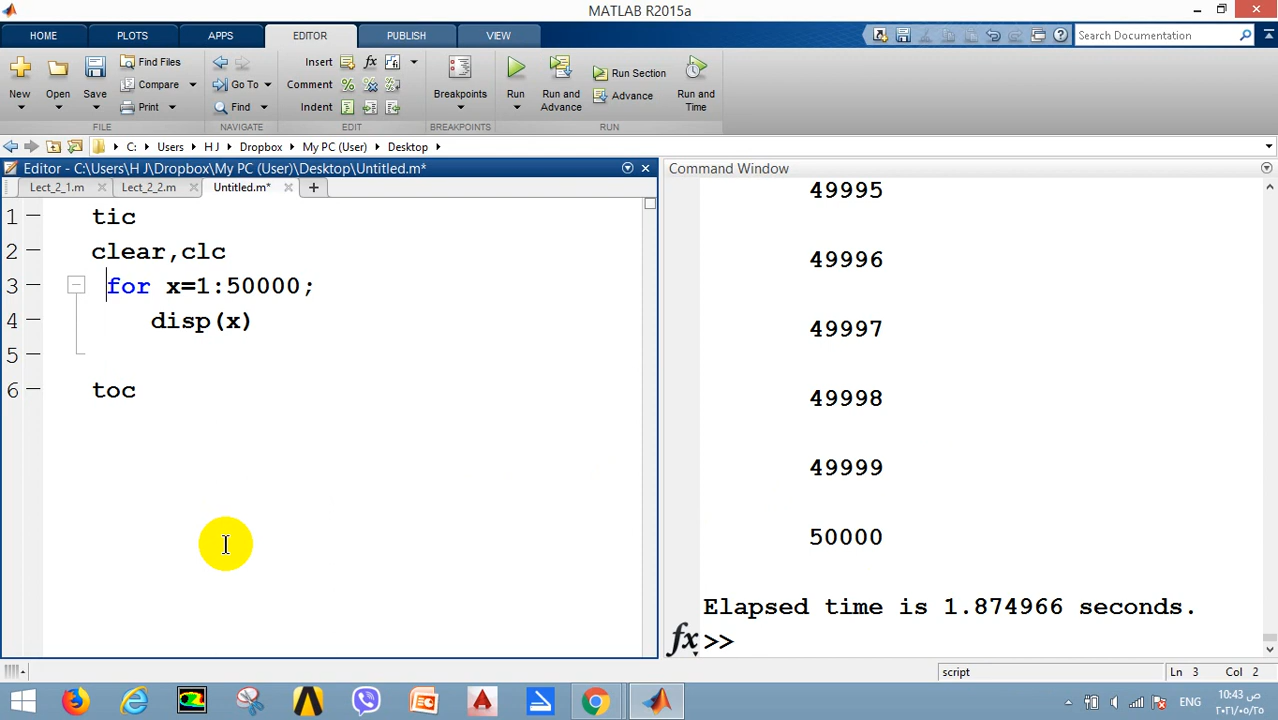 MATLAB R2015a
HOME PLOTS APPS EDITOR PUBLISH VIEW Search Documentation
New Open Save Find Files Compare Print Go To Find Insert fx Comment Indent Breakpoints Run Run and Advance Run Section Advance Run and Time
FILE NAVIGATE EDIT BREAKPOINTS RUN
C: Users H J Dropbox My PC (User) Desktop
Editor - C:\Users\H J\Dropbox\My PC (User)\Desktop\Untitled.m*
Lect_2_1.m Lect_2_2.m Untitled.m*
1 tic
2 clear,clc
3 for x=1:50000;
4 disp(x)
5
6 toc
Command Window
49995
49996
49997
49998
49999
50000
Elapsed time is 1.874966 seconds.
fx >>
script Ln 3 Col 2
ENG ص 10:43
٢٠٢١/٠٥/٢٥